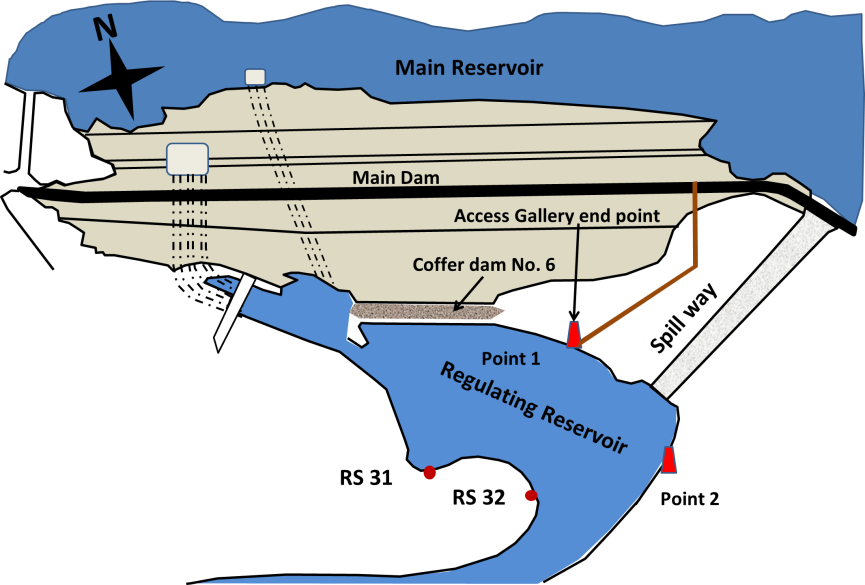 N
Main Reservoir
Main Dam
Access Gallery end point
Coffer dam No. 6
Spill way
Point 1
Regulating Reservoir
RS 31
RS 32
Point 2